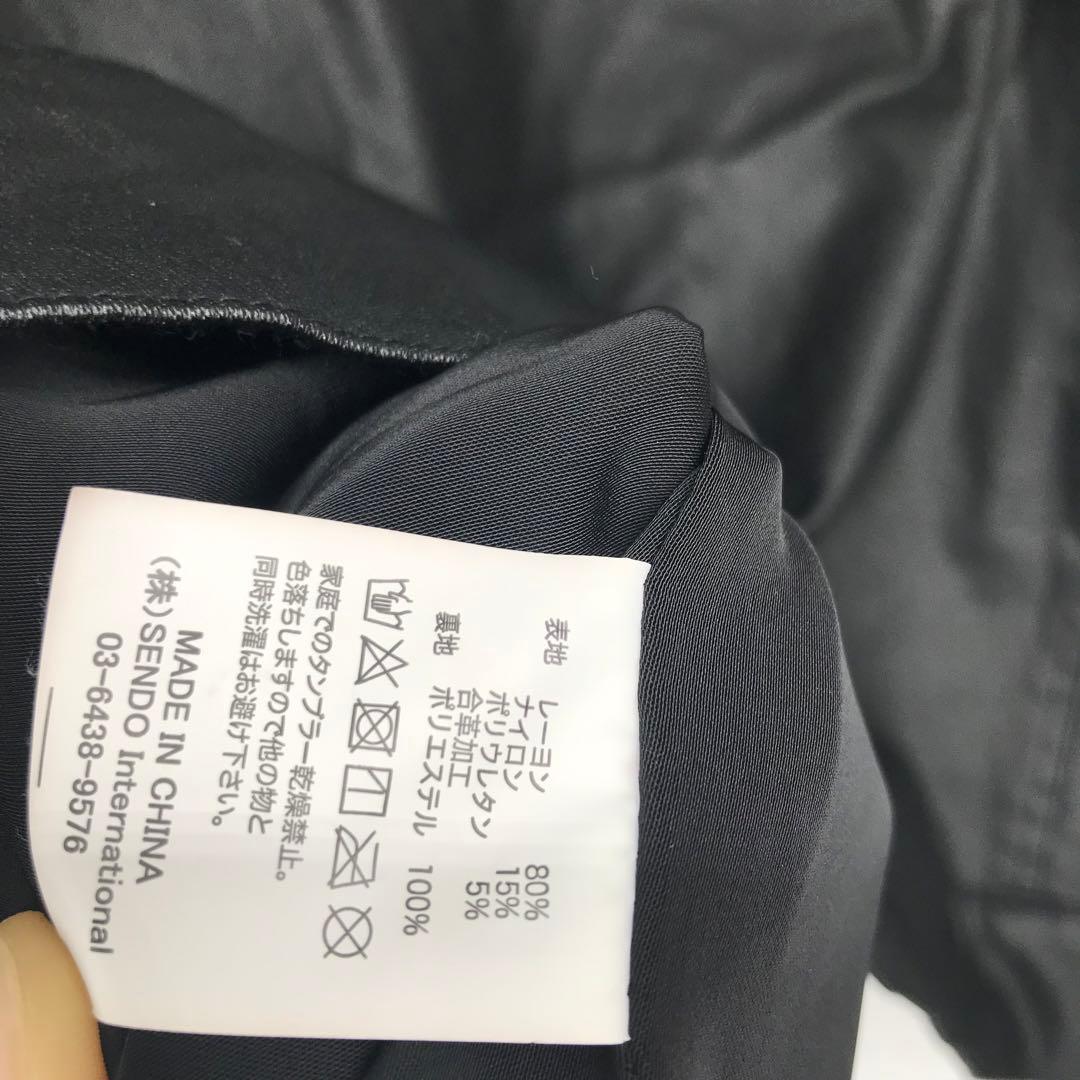 表地 レーヨン 80%
ナイロン 15%
ポリウレタン 5%
合革加工
裏地 ポリエステル 100%
家庭でのタンブラー乾燥禁止。
色落ちしますので他の物と
同時洗濯はお避け下さい。
MADE IN CHINA
(株)SENDO International
03-6438-9576